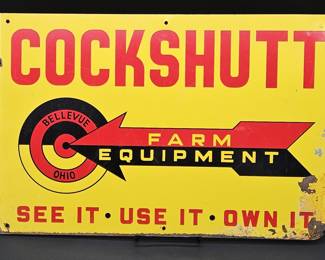 COCKSHUTT
BELLEVUE
OHIO
FARM
EQUIPMENT
SEE IT • USE IT • OWN IT